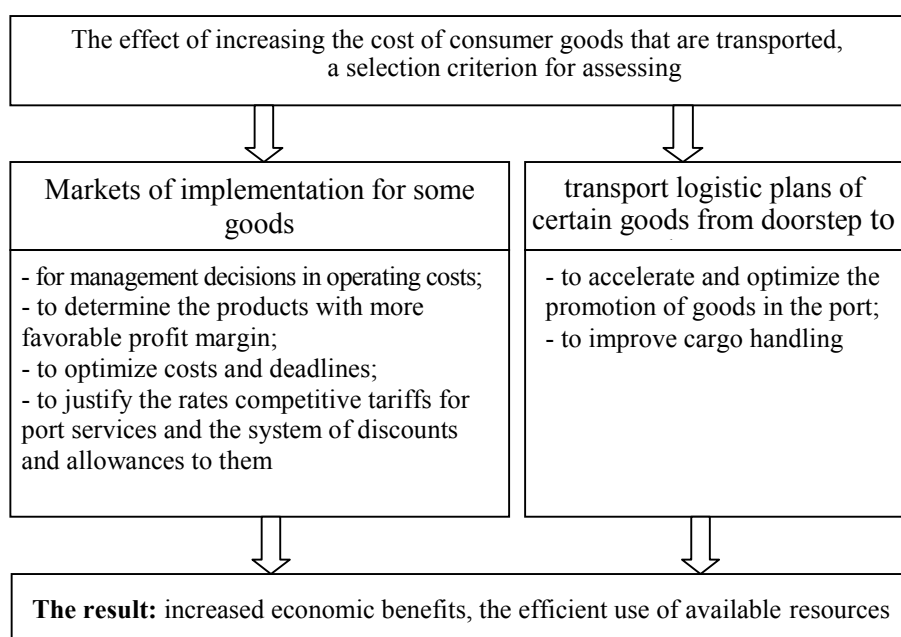 The effect of increasing the cost of consumer goods that are transported,
a selection criterion for assessing
Markets of implementation for some
goods
- for management decisions in operating costs;
- to determine the products with more
favorable profit margin;
- to optimize costs and deadlines;
- to justify the rates competitive tariffs for
port services and the system of discounts
and allowances to them
transport logistic plans of
certain goods from doorstep to
- to accelerate and optimize the
promotion of goods in the port;
- to improve cargo handling
The result: increased economic benefits, the efficient use of available resources